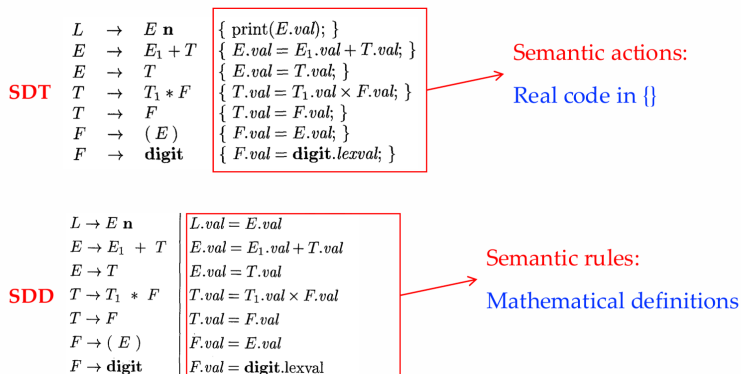 L → E n { print(E.val); }
E → E₁ + T { E.val = E₁.val + T.val; }
E → T { E.val = T.val; }
T → T₁ * F { T.val = T₁.val × F.val; }
T → F { T.val = F.val; }
F → ( E ) { F.val = E.val; }
F → digit { F.val = digit.lexval; }
SDT
Semantic actions:
Real code in {}
L → E n L.val = E.val
E → E₁ + T E.val = E₁.val + T.val
E → T E.val = T.val
T → T₁ * F T.val = T₁.val × F.val
T → F T.val = F.val
F → ( E ) F.val = E.val
F → digit F.val = digit.lexval
SDD
Semantic rules:
Mathematical definitions